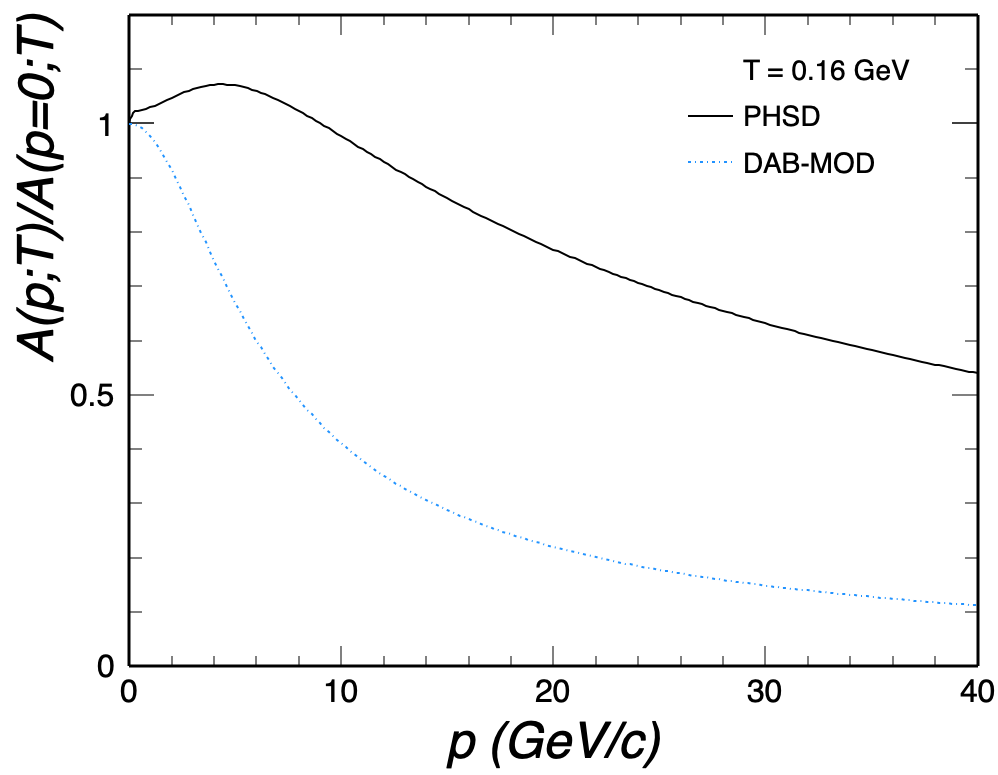 A(p;T)/A(p=0;T)
T = 0.16 GeV
PHSD
DAB-MOD
1
0.5
0
0 10 20 30 40
p (GeV/c)